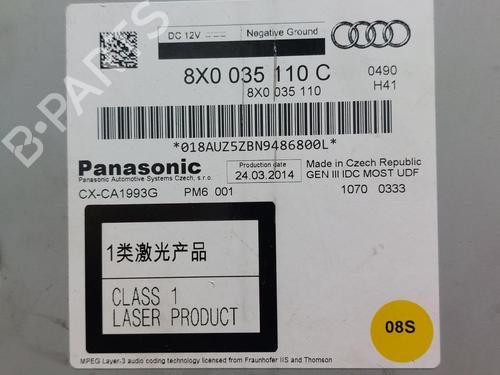 DC 12V Negative Ground
8X0 035 110 C 0490
8X0 035 110 H41
*018AUZ5ZBN9486800L*
Panasonic Production date Made in Czech Republic
Panasonic Automotive Systems Czech, s.r.o. 24.03.2014 GEN III IDC MOST UDF
CX-CA1993G PM6 001 1070 0333
1类激光产品
CLASS 1
LASER PRODUCT
08S
MPEG Layer-3 audio coding technology licensed from Fraunhofer IIS and Thomson
B-PARTS